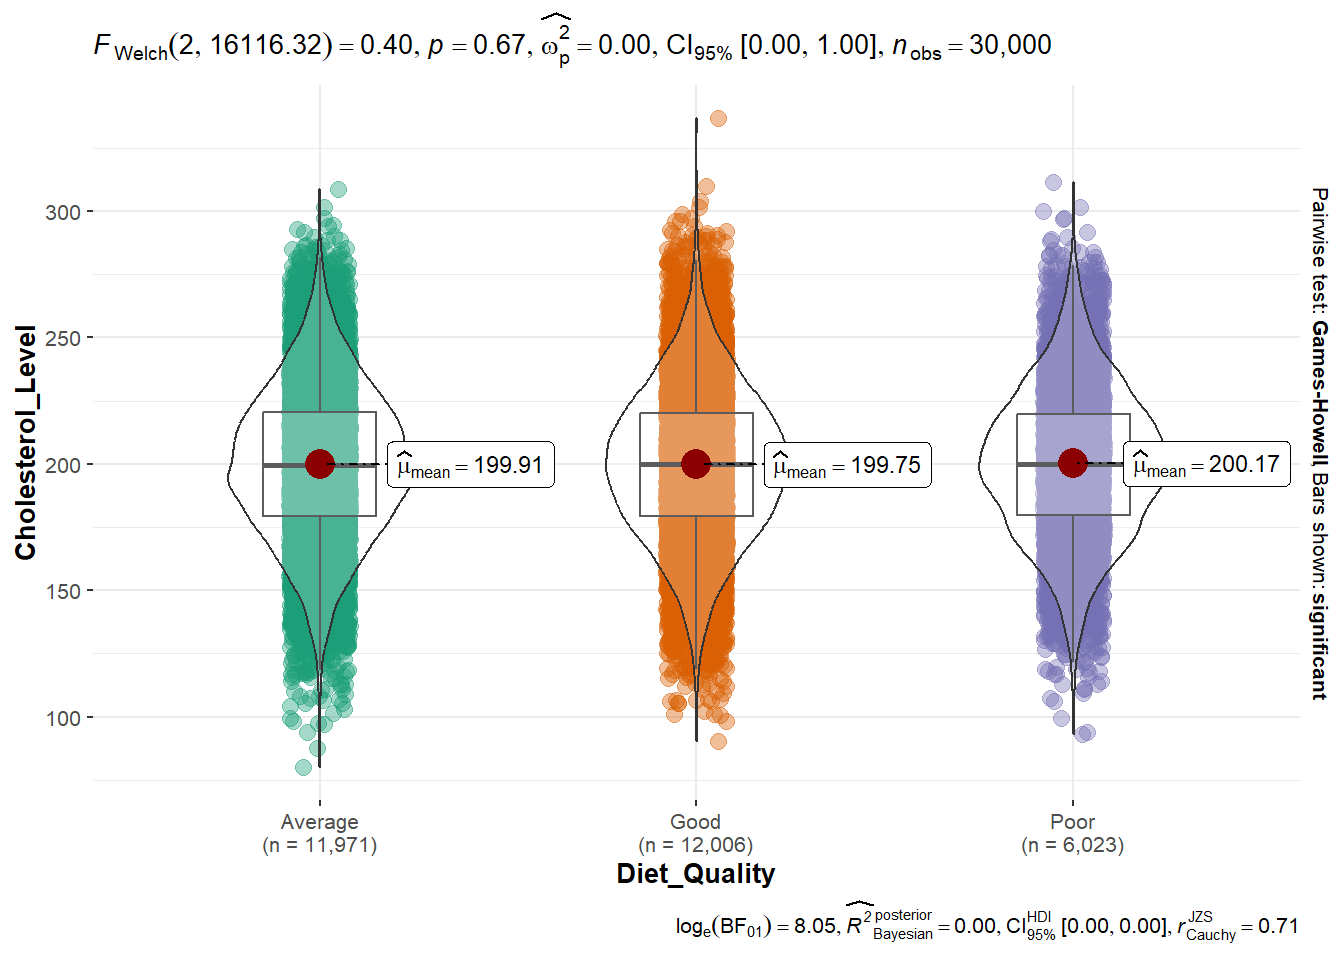 F Welch(2, 16116.32) = 0.40, p = 0.67, ω̂²p = 0.00, CI95% [0.00, 1.00], nobs = 30,000
Cholesterol_Level
300
250
200
150
100
μ̂mean = 199.91
μ̂mean = 199.75
μ̂mean = 200.17
Pairwise test: Games-Howell, Bars shown: significant
Average
(n = 11,971)
Good
(n = 12,006)
Poor
(n = 6,023)
Diet_Quality
loge(BF01) = 8.05, R̂² posterior Bayesian = 0.00, CI HDI 95% [0.00, 0.00], r JZS Cauchy = 0.71